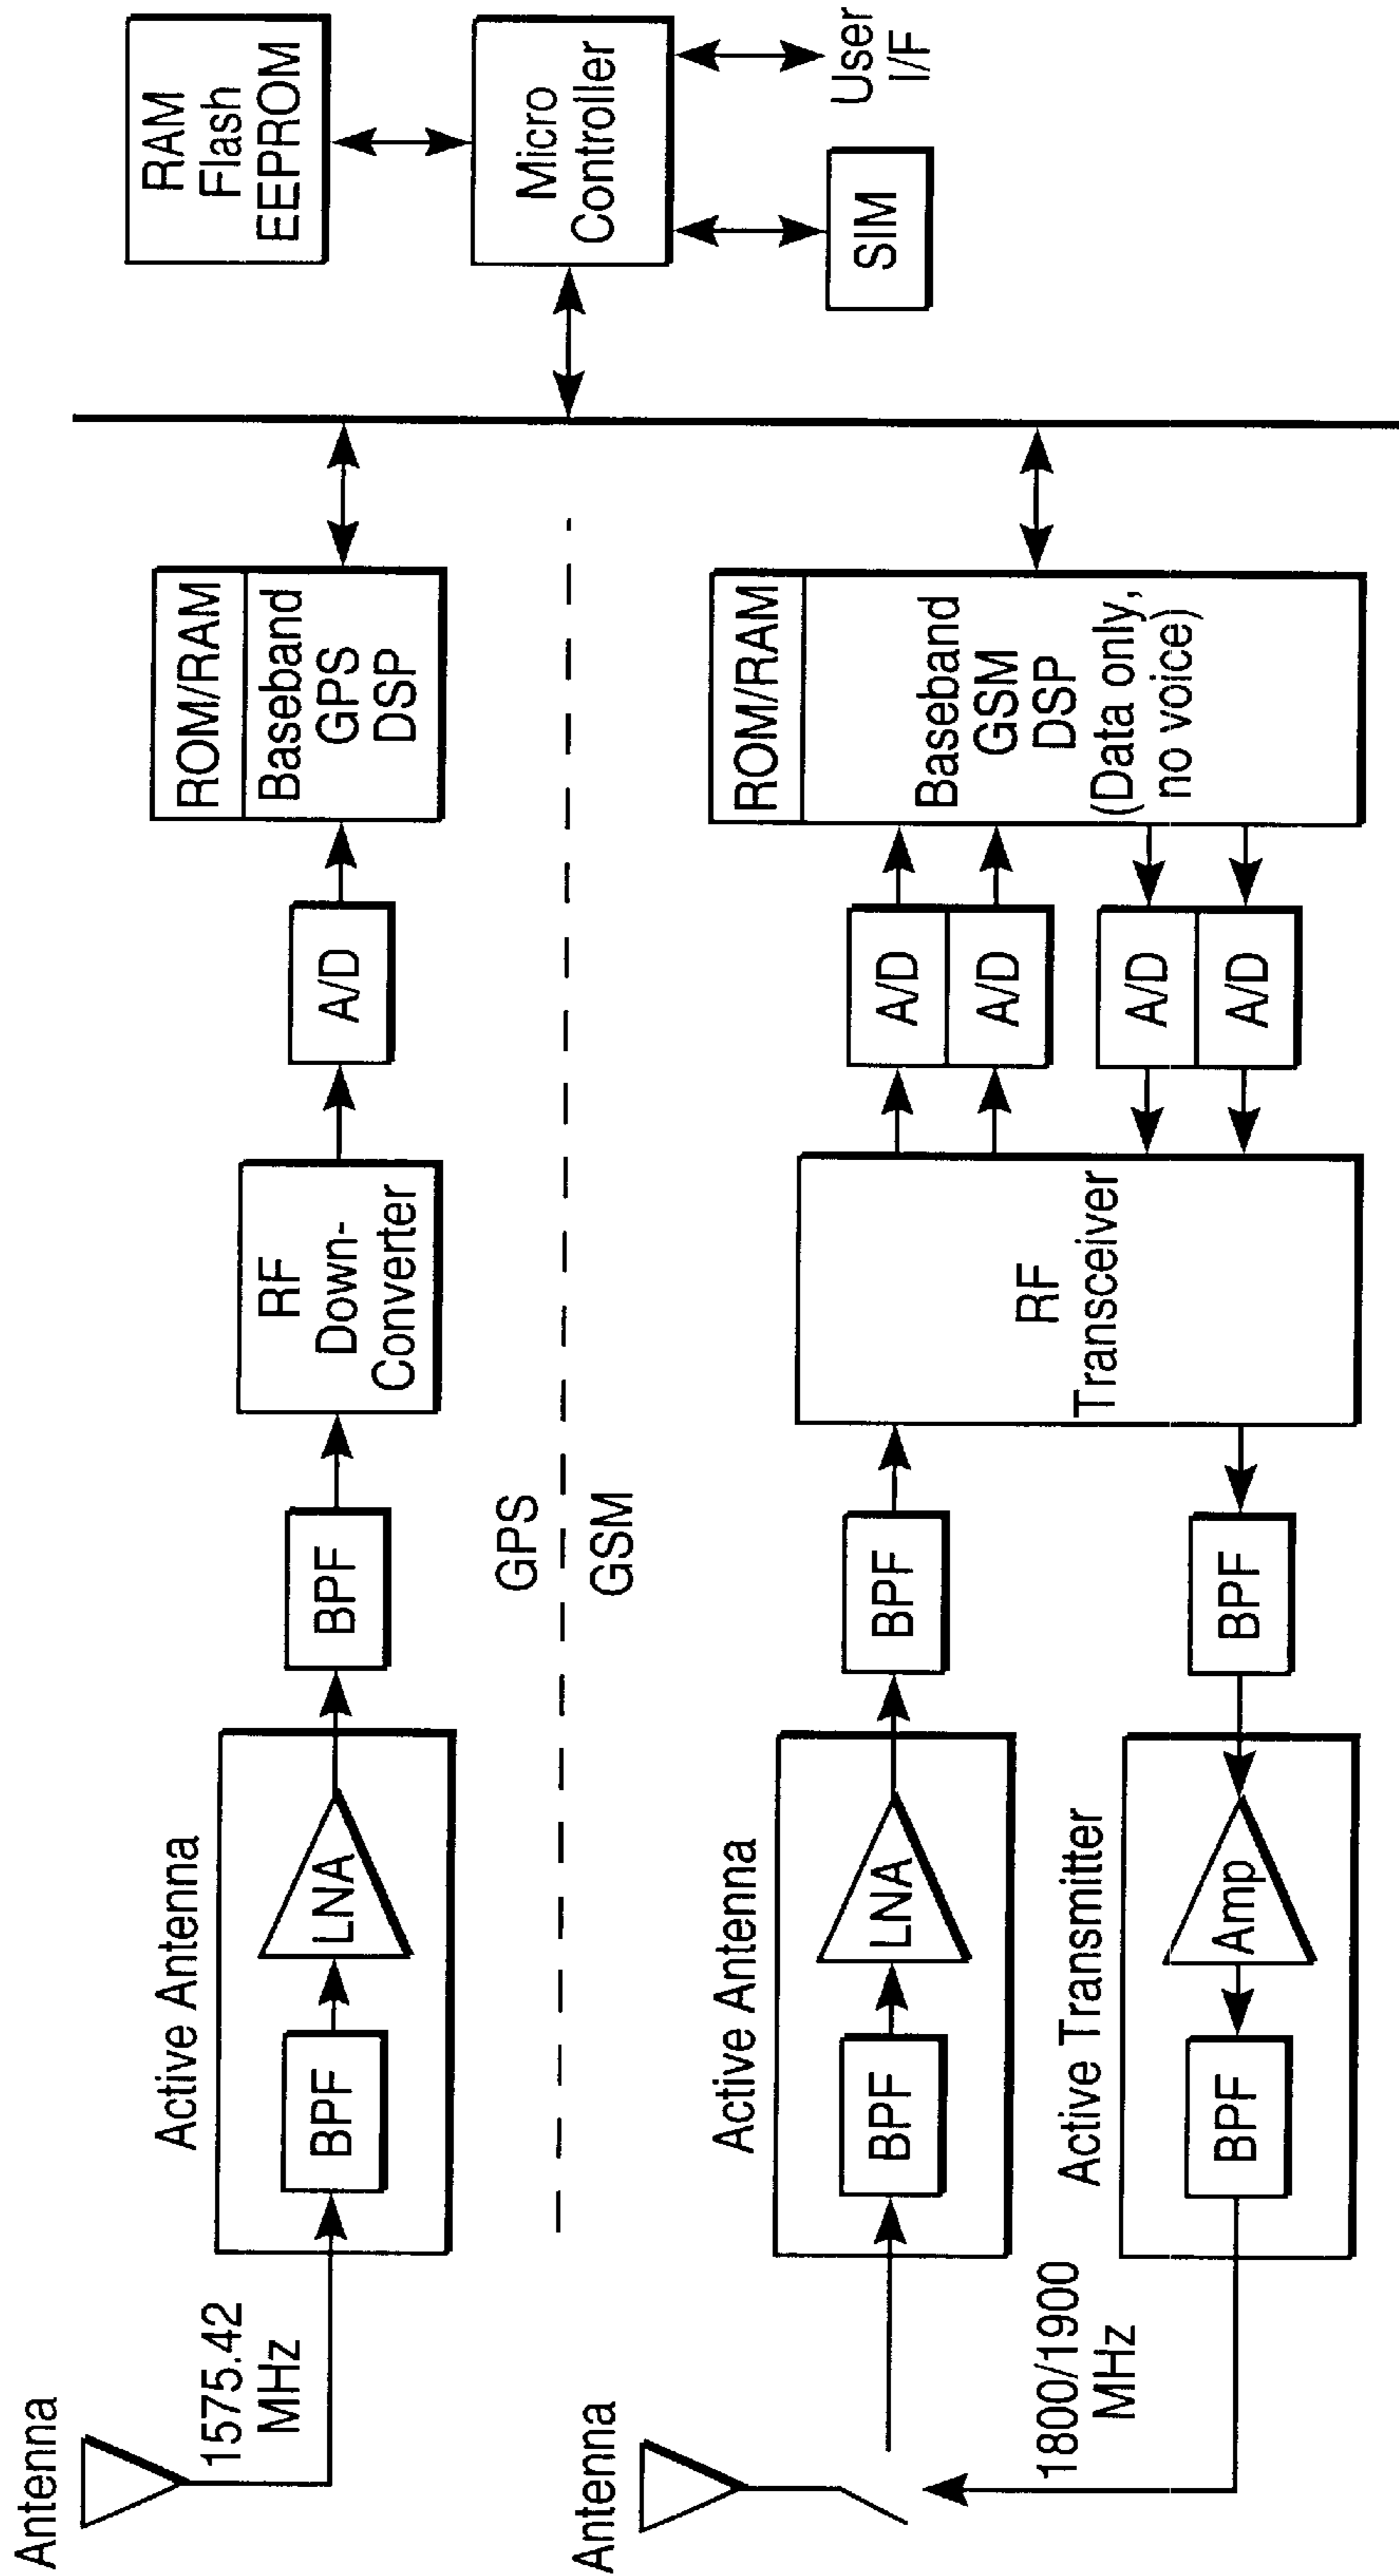 Antenna
1575.42
MHz
Active Antenna
BPF
LNA
BPF
RF
Down-
Converter
A/D
ROM/RAM
Baseband
GPS
DSP
RAM
Flash
EEPROM
Micro
Controller
SIM
User
I/F
GPS
GSM
Antenna
1800/1900
MHz
Active Antenna
BPF
LNA
BPF
RF
Transceiver
A/D
A/D
A/D
A/D
ROM/RAM
Baseband
GSM
DSP
(Data only,
no voice)
Active Transmitter
BPF
Amp
BPF